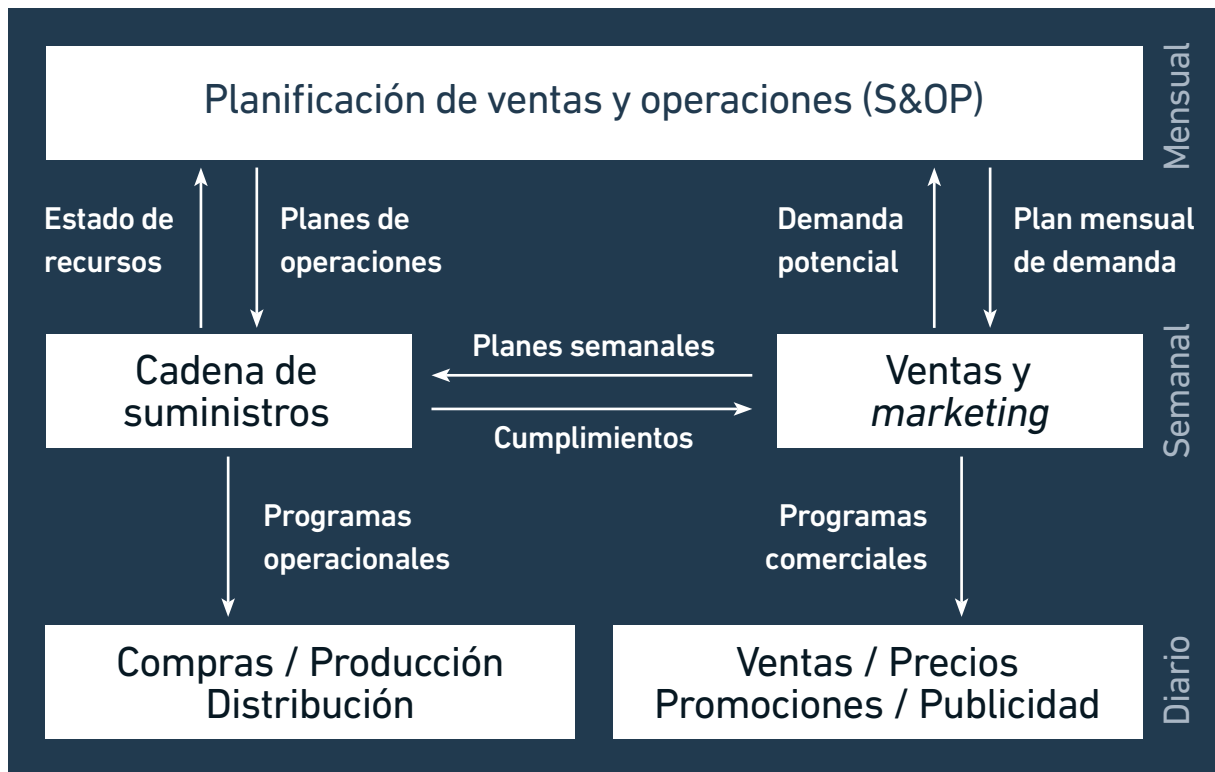 Planificación de ventas y operaciones (S&OP)
Mensual
Estado de
recursos
Planes de
operaciones
Demanda
potencial
Plan mensual
de demanda
Cadena de
suministros
Planes semanales
Cumplimientos
Ventas y
marketing
Semanal
Programas
operacionales
Programas
comerciales
Compras / Producción
Distribución
Ventas / Precios
Promociones / Publicidad
Diario